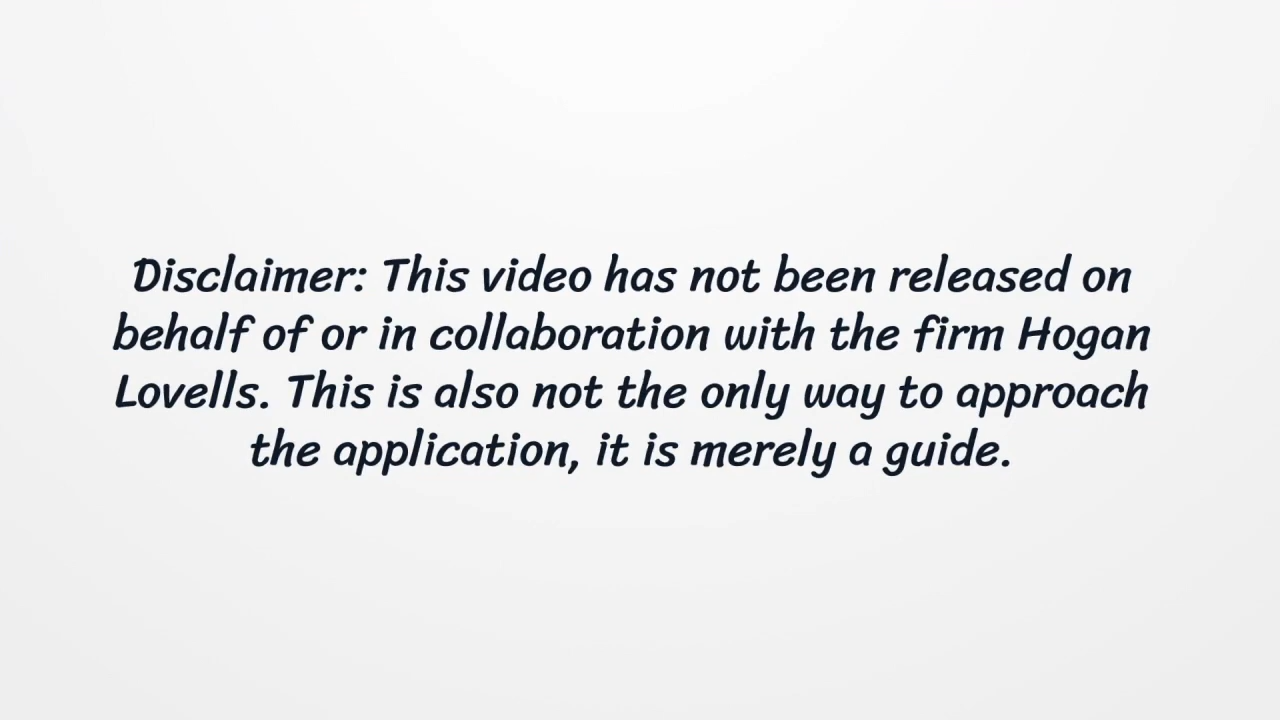 Disclaimer: This video has not been released on
behalf of or in collaboration with the firm Hogan
Lovells. This is also not the only way to approach
the application, it is merely a guide.